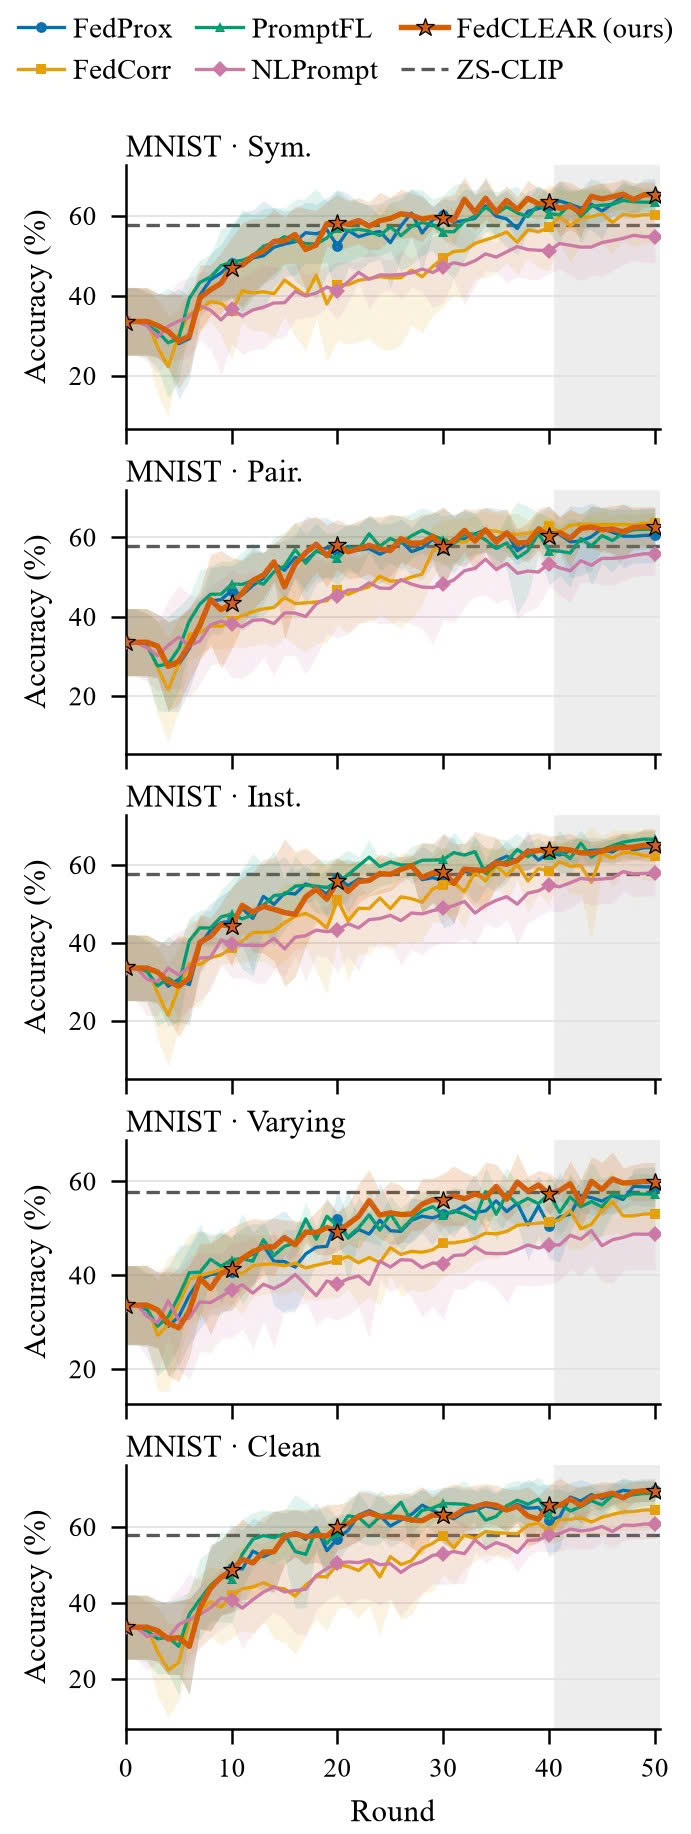 FedProx PromptFL FedCLEAR (ours)
FedCorr NLPrompt ZS-CLIP
MNIST · Sym.
60
40
20
Accuracy (%)
MNIST · Pair.
60
40
20
Accuracy (%)
MNIST · Inst.
60
40
20
Accuracy (%)
MNIST · Varying
60
40
20
Accuracy (%)
MNIST · Clean
60
40
20
Accuracy (%)
0 10 20 30 40 50
Round